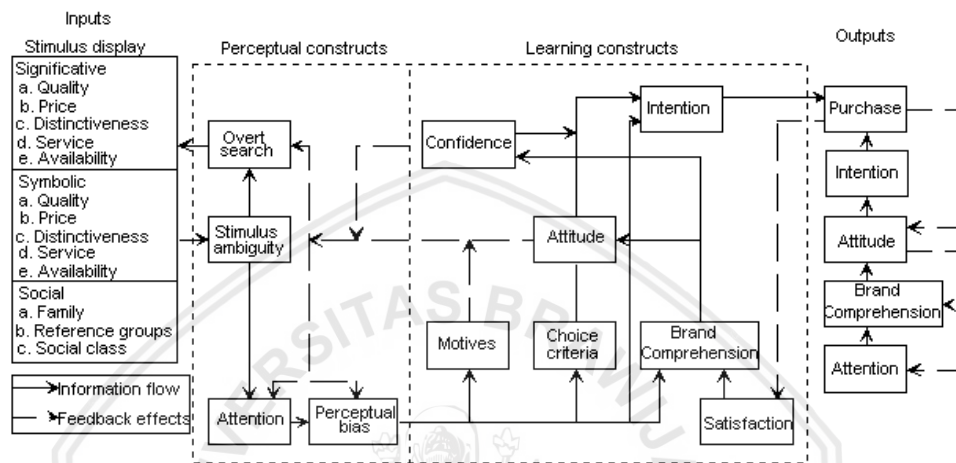 Inputs
Stimulus display
Significative
a. Quality
b. Price
c. Distinctiveness
d. Service
e. Availability
Symbolic
a. Quality
b. Price
c. Distinctiveness
d. Service
e. Availability
Social
a. Family
b. Reference groups
c. Social class
Information flow
Feedback effects
Perceptual constructs
Overt
search
Stimulus
ambiguity
Attention
Perceptual
bias
Learning constructs
Confidence
Intention
Attitude
Motives
Choice
criteria
Brand
Comprehension
Satisfaction
Outputs
Purchase
Intention
Attitude
Brand
Comprehension
Attention
VERSITAS BRAWIJ